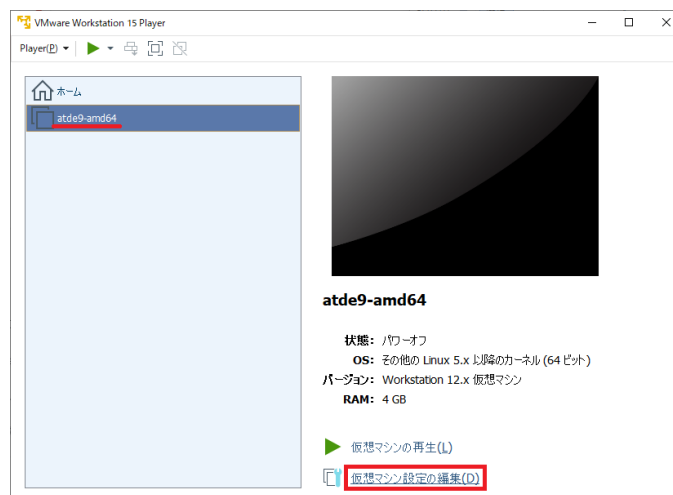 VMware Workstation 15 Player
Player(P)
ホーム
atde9-amd64
atde9-amd64
状態: パワーオフ
OS: その他の Linux 5.x 以降のカーネル (64 ビット)
バージョン: Workstation 12.x 仮想マシン
RAM: 4 GB
仮想マシンの再生(L)
仮想マシン設定の編集(D)